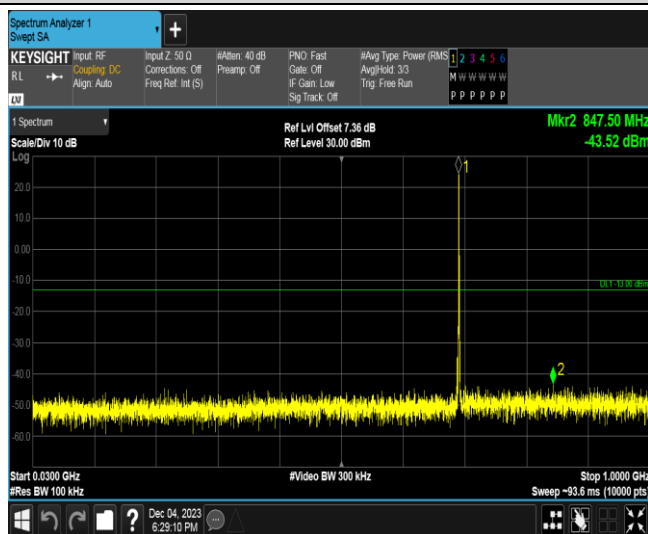 Spectrum Analyzer 1
Swept SA
+
KEYSIGHT
RL
LXI
Input: RF
Coupling: DC
Align: Auto
Input Z: 50 Ω
Corrections: Off
Freq Ref: Int (S)
#Atten: 40 dB
Preamp: Off
PNO: Fast
Gate: Off
IF Gain: Low
Sig Track: Off
#Avg Type: Power (RMS
Avg|Hold: 3/3
Trig: Free Run
1 2 3 4 5 6
M W W W W W
P P P P P P
1 Spectrum
Scale/Div 10 dB
Ref Lvl Offset 7.36 dB
Ref Level 30.00 dBm
Mkr2 847.50 MHz
-43.52 dBm
Log
1
20.0
10.0
0.00
-10.0
DL1 -13.00 dBm
-20.0
-30.0
-40.0
2
-50.0
-60.0
Start 0.0300 GHz
#Video BW 300 kHz
Stop 1.0000 GHz
#Res BW 100 kHz
Sweep ~93.6 ms (10000 pts)
?
Dec 04, 2023
6:29:10 PM